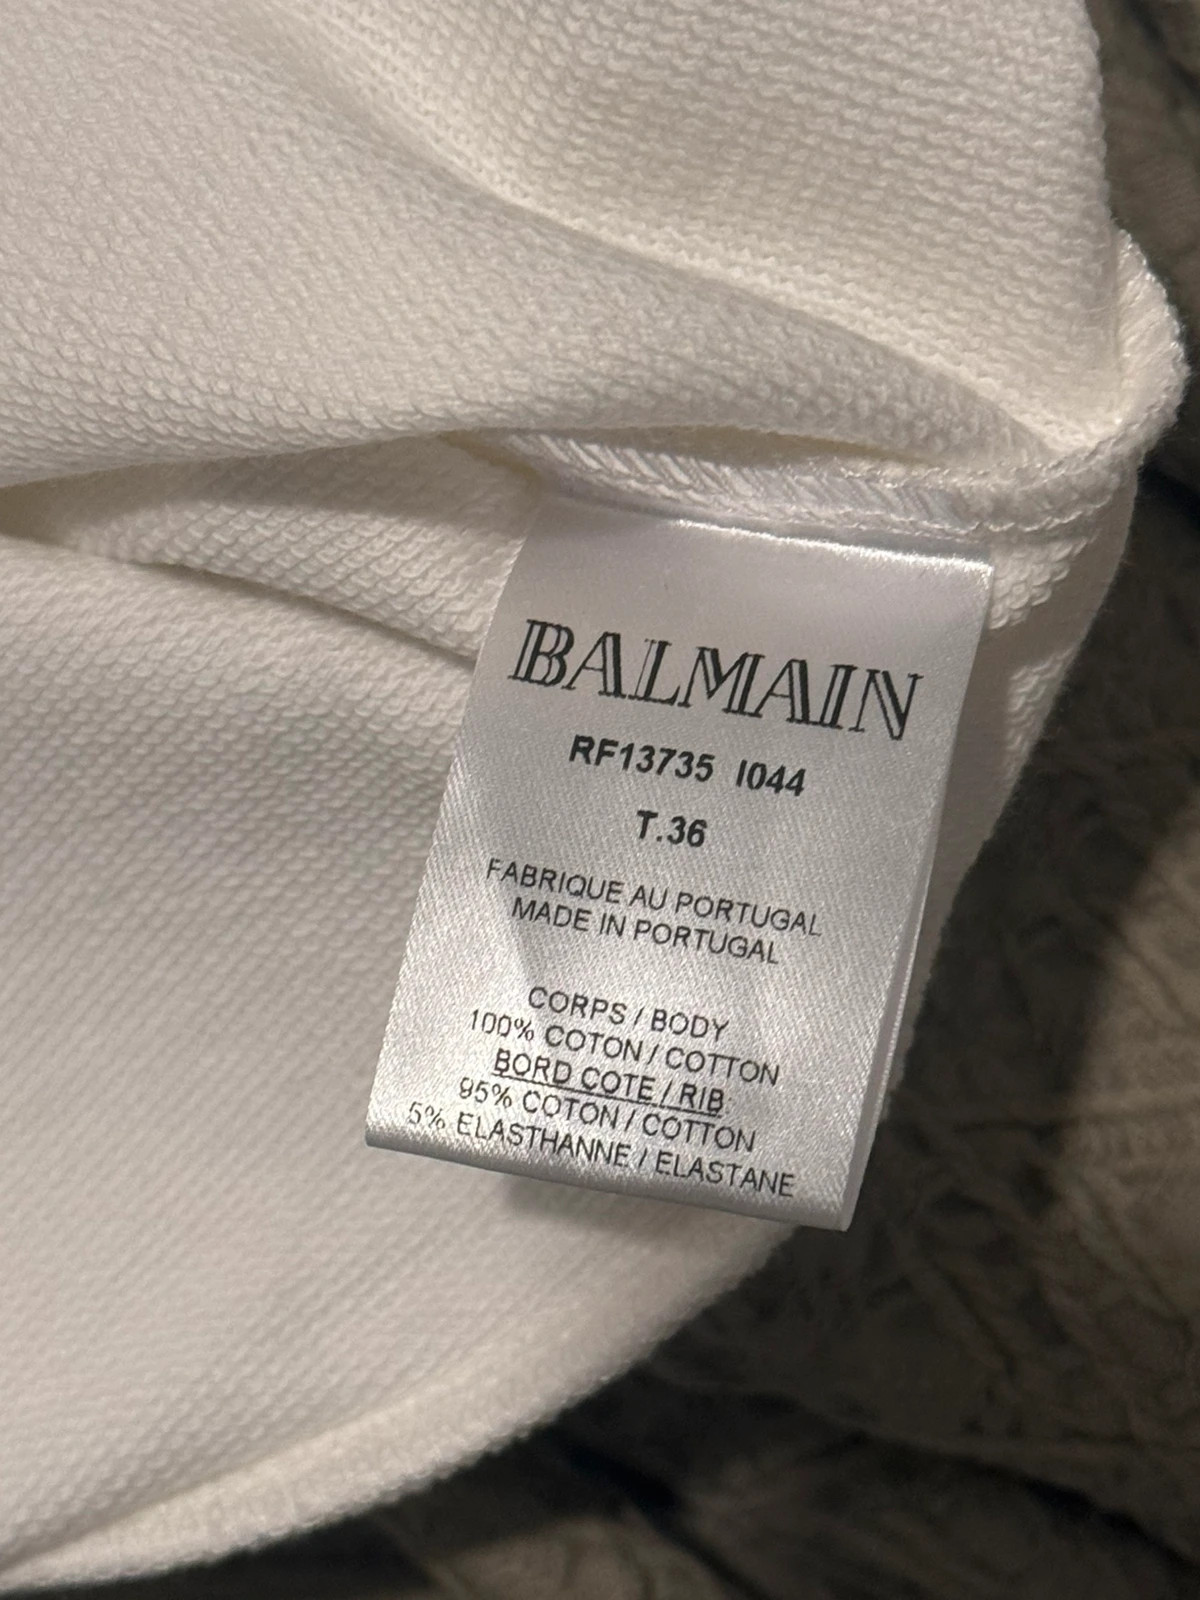 BALMAIN
RF13735 I044
T.36
FABRIQUE AU PORTUGAL
MADE IN PORTUGAL
CORPS / BODY
100% COTON / COTTON
BORD COTE / RIB
95% COTON / COTTON
5% ELASTHANNE / ELASTANE